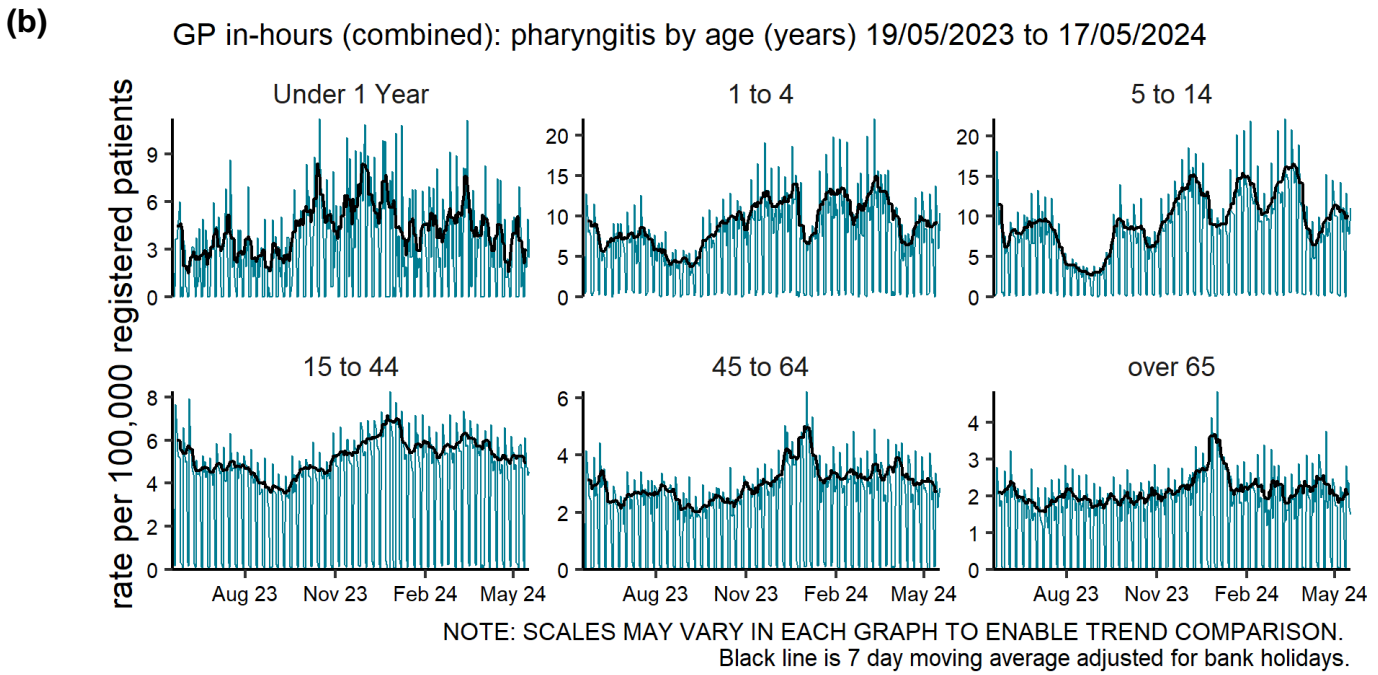 (b)
GP in-hours (combined): pharyngitis by age (years) 19/05/2023 to 17/05/2024
rate per 100,000 registered patients
Under 1 Year
9
6
3
0
1 to 4
20
15
10
5
0
5 to 14
20
15
10
5
0
15 to 44
8
6
4
2
0
Aug 23 Nov 23 Feb 24 May 24
45 to 64
6
4
2
0
Aug 23 Nov 23 Feb 24 May 24
over 65
4
3
2
1
0
Aug 23 Nov 23 Feb 24 May 24
NOTE: SCALES MAY VARY IN EACH GRAPH TO ENABLE TREND COMPARISON.
Black line is 7 day moving average adjusted for bank holidays.